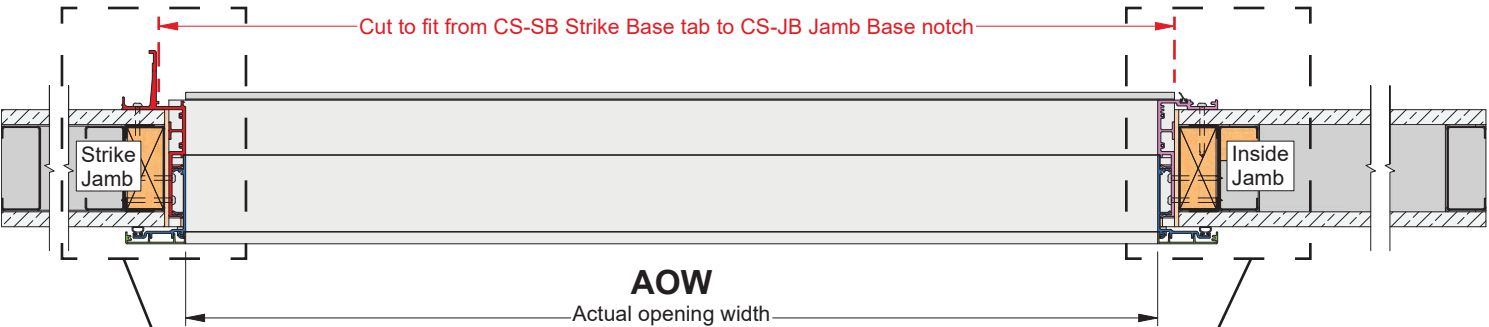 Cut to fit from CS-SB Strike Base tab to CS-JB Jamb Base notch
Strike
Jamb
Inside
Jamb
AOW
Actual opening width